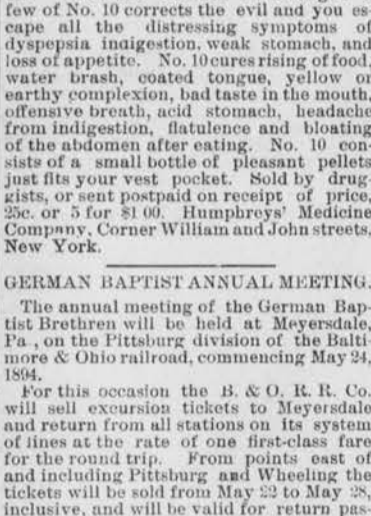 few of No. 10 corrects the evil and you es-
cape all the distressing symptoms of
dyspepsia inaigestion, weak stomach, and
loss of appetite. No. 10 cures rising of food,
water brash, coated tongue, yellow or
earthy complexion, bad taste in the mouth,
offensive breath, acid stomach, headache
from indigestion, flatulence and bloating
of the abdomen after eating. No. 10 con-
sists of a small bottle of pleasant pellets
just fits your vest pocket. Sold by drug-
gists, or sent postpaid on receipt of price,
25c. or 5 for $1 00. Humphreys' Medicine
Company, Corner William and John streets,
New York.
GERMAN BAPTIST ANNUAL MEETING.
The annual meeting of the German Bap-
tist Brethren will be held at Meyersdale,
Pa , on the Pittsburg division of the Balti-
more & Ohio railroad, commencing May 24,
1894.
For this occasion the B. & O. R. R. Co.
will sell excursion tickets to Meyersdale
and return from all stations on its system
of lines at the rate of one first-class fare
for the round trip. From points east of
and including Pittsburg and Wheeling the
tickets will be sold from May 22 to May 28,
inclusive, and will be valid for return pas-